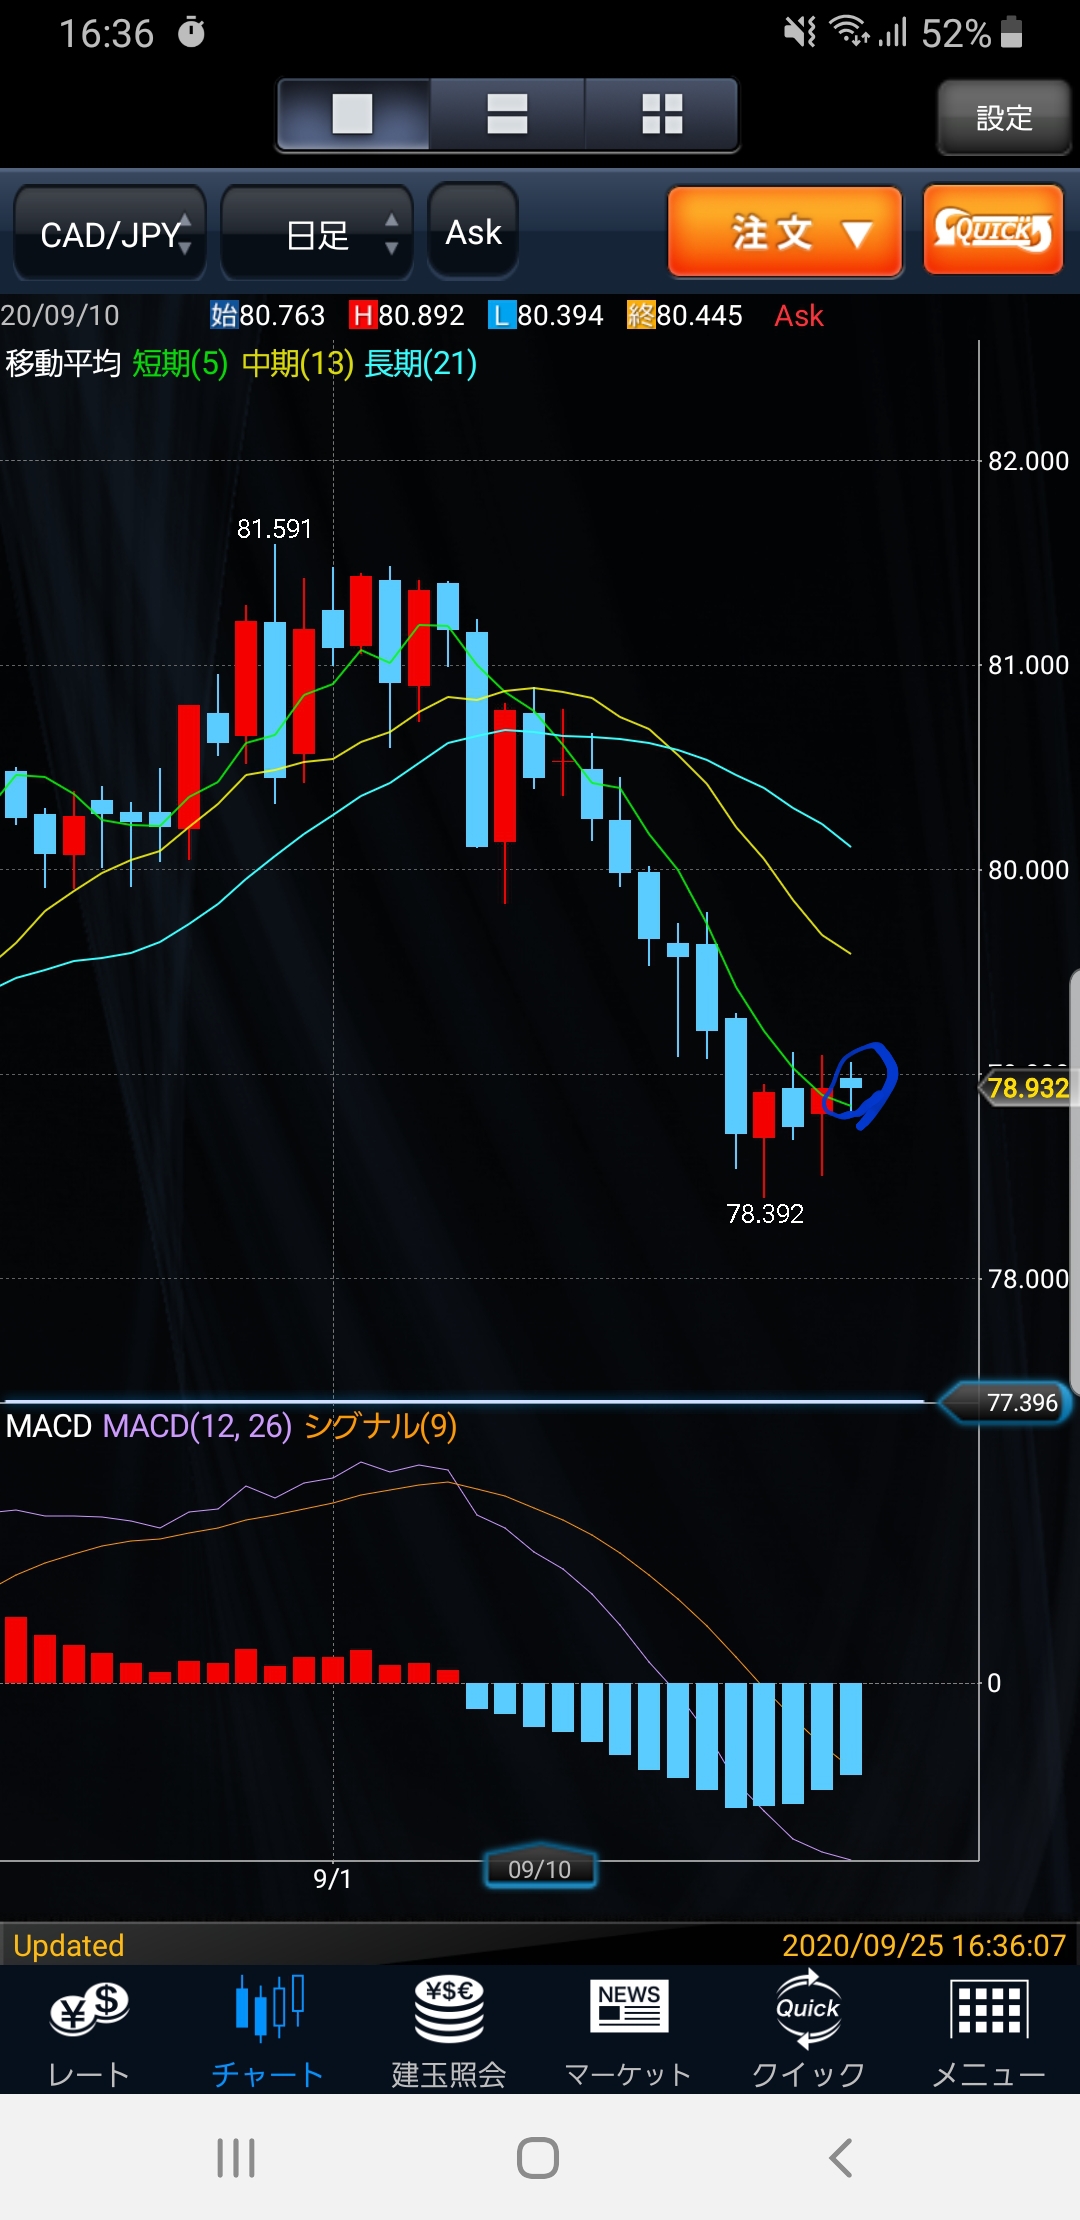 16:36 52%
設定
CAD/JPY 日足 Ask 注文 ▼ QUICK
20/09/10 始80.763 H80.892 L80.394 終80.445 Ask
移動平均 短期(5) 中期(13) 長期(21)
82.000
81.591
81.000
80.000
78.932
78.392
78.000
77.396
MACD MACD(12, 26) シグナル(9)
0
9/1 09/10
Updated 2020/09/25 16:36:07
¥$ ¥$€ NEWS Quick
レート チャート 建玉照会 マーケット クイック メニュー